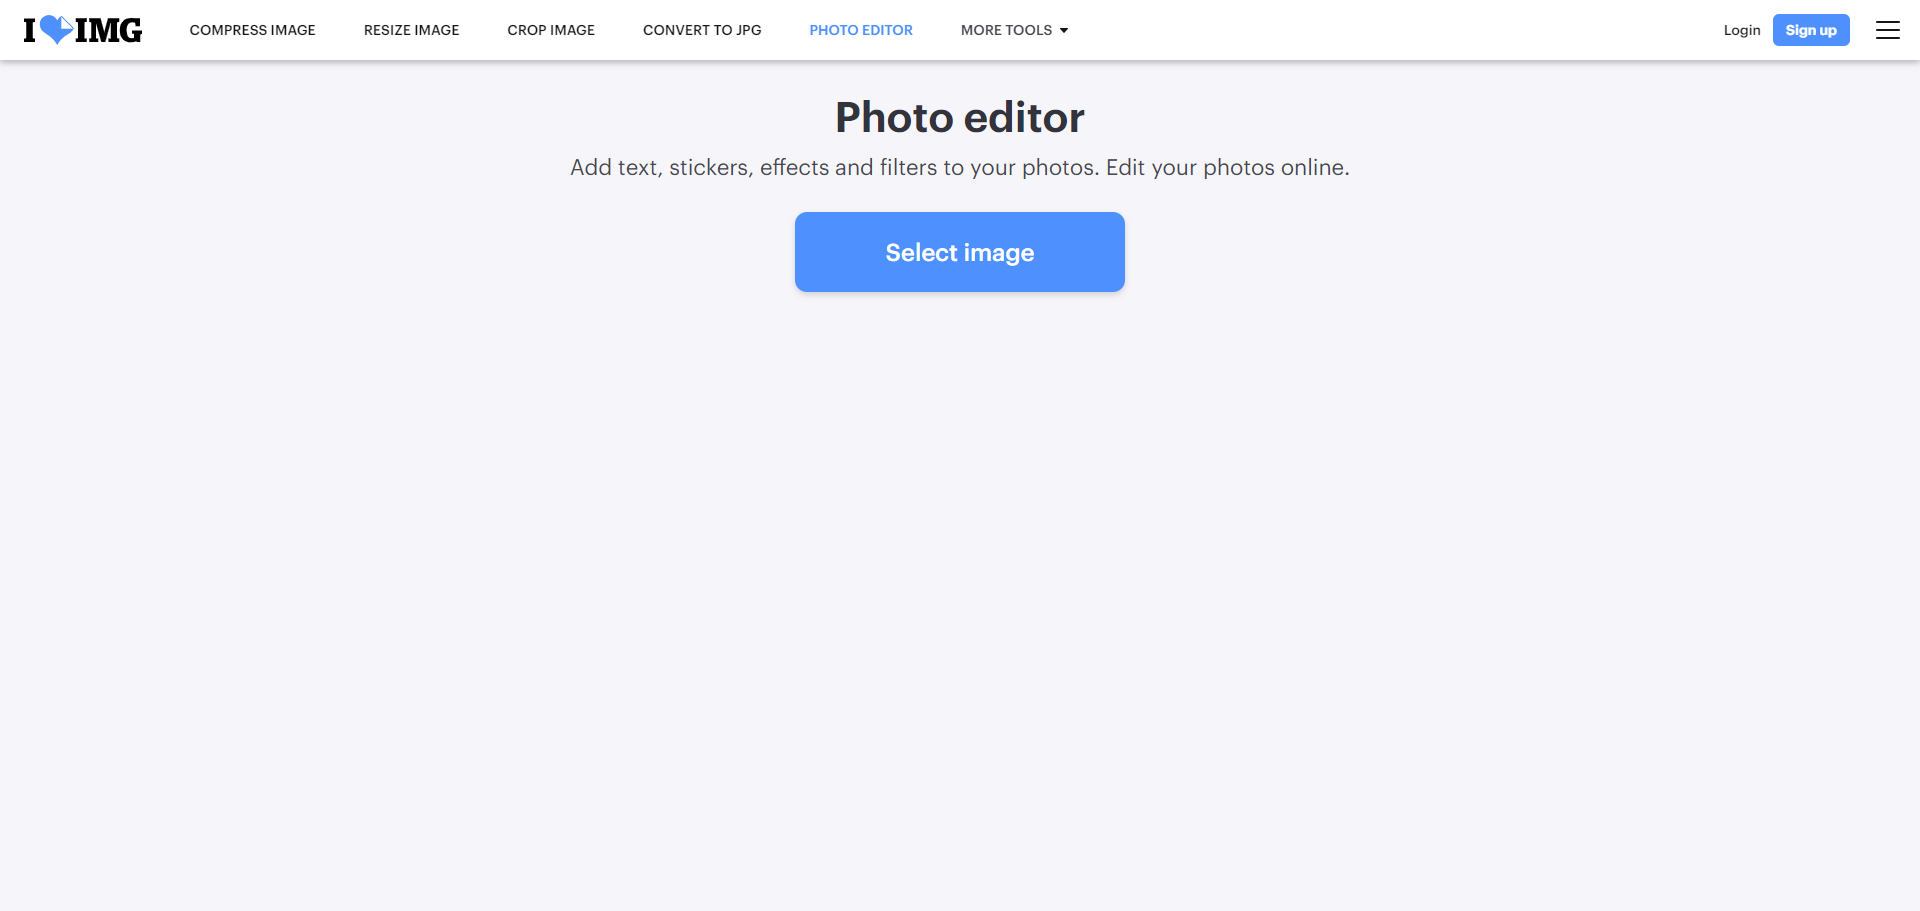 I IMG
COMPRESS IMAGE
RESIZE IMAGE
CROP IMAGE
CONVERT TO JPG
PHOTO EDITOR
MORE TOOLS
Login
Sign up
Photo editor
Add text, stickers, effects and filters to your photos. Edit your photos online.
Select image